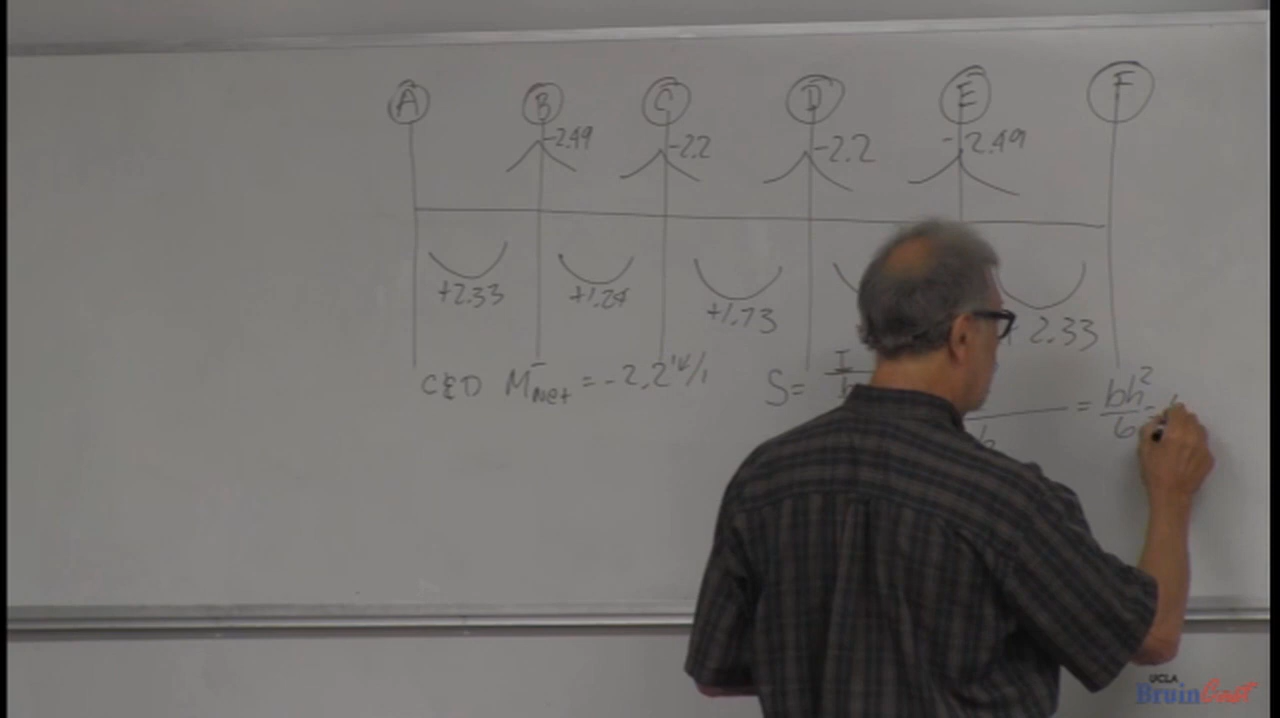 A B C D E F
-2.49 -2.2 -2.2 -2.49
+2.33 +1.24 +1.73 2.33
C&D M⁻Net = -2.2'k/' S= I = bh²/6 =
UCLA
BruinCast